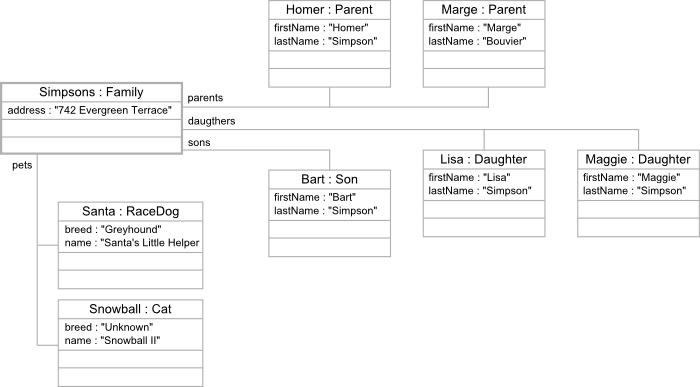 Homer : Parent
firstName : "Homer"
lastName : "Simpson"
Marge : Parent
firstName : "Marge"
lastName : "Bouvier"
Simpsons : Family
address : "742 Evergreen Terrace"
parents
daugthers
sons
pets
Bart : Son
firstName : "Bart"
lastName : "Simpson"
Lisa : Daughter
firstName : "Lisa"
lastName : "Simpson"
Maggie : Daughter
firstName : "Maggie"
lastName : "Simpson"
Santa : RaceDog
breed : "Greyhound"
name : "Santa's Little Helper
Snowball : Cat
breed : "Unknown"
name : "Snowball II"